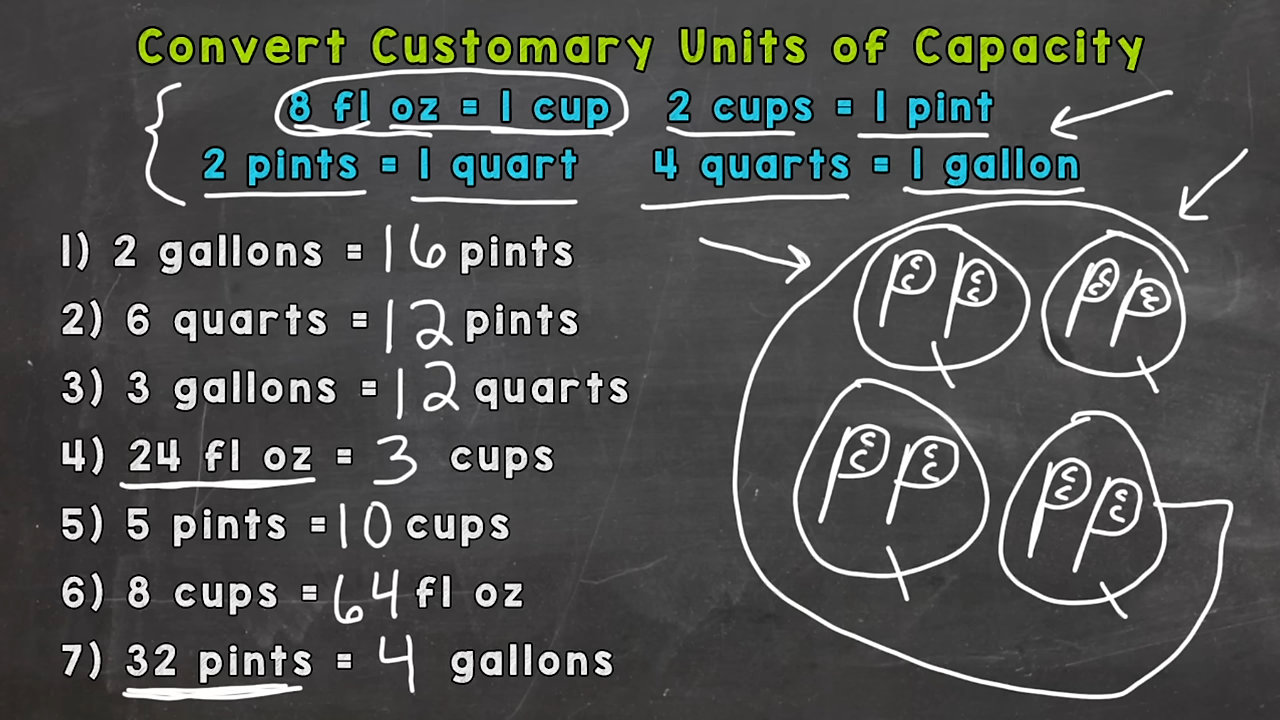 Convert Customary Units of Capacity
8 fl oz = 1 cup 2 cups = 1 pint
2 pints = 1 quart 4 quarts = 1 gallon
1) 2 gallons = 16 pints
2) 6 quarts = 12 pints
3) 3 gallons = 12 quarts
4) 24 fl oz = 3 cups
5) 5 pints = 10 cups
6) 8 cups = 64 fl oz
7) 32 pints = 4 gallons
P c c P c c P c c P c c
Q Q
P c c P c c P c c P c c
Q Q